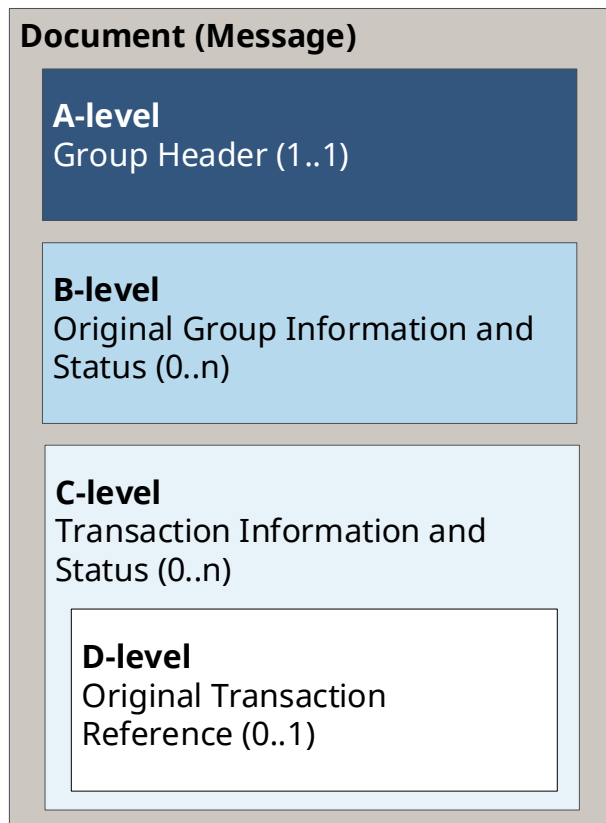 Document (Message)
A-level
Group Header (1..1)
B-level
Original Group Information and
Status (0..n)
C-level
Transaction Information and
Status (0..n)
D-level
Original Transaction
Reference (0..1)